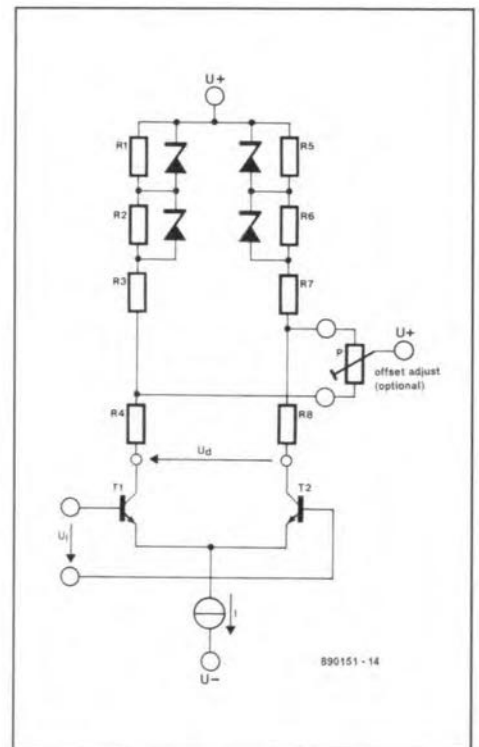 U+
R1
R5
R2
R6
R3
R7
U+
P
offset adjust
(optional)
R4
R8
Ud
T1
T2
Ui
I
U–
890151 - 14